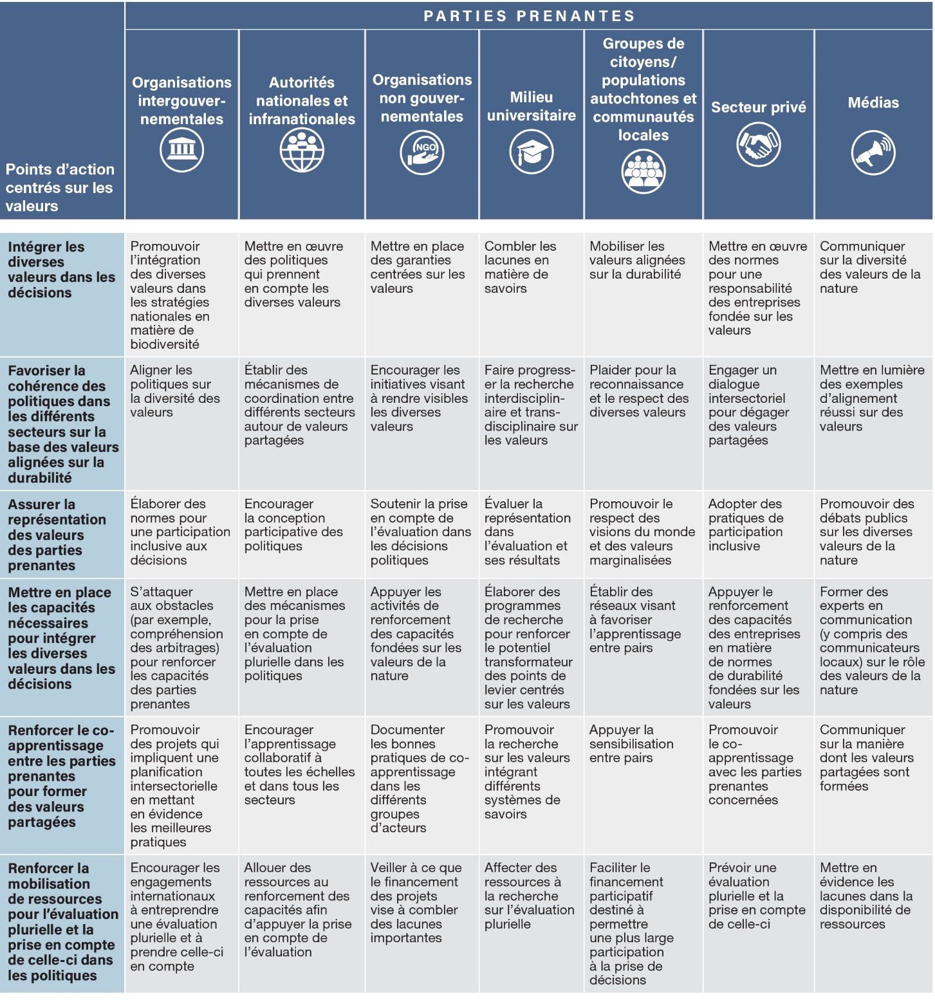 PARTIES PRENANTES
Points d’action
centrés sur les
valeurs
Organisations
intergouver-
nementales
Autorités
nationales et
infranationales
Organisations
non gouver-
nementales
NGO
Milieu
universitaire
Groupes de
citoyens/
populations
autochtones et
communautés
locales
Secteur privé
Médias
Intégrer les
diverses
valeurs dans les
décisions
Promouvoir
l’intégration
des diverses
valeurs dans
les stratégies
nationales en
matière de
biodiversité
Mettre en œuvre
des politiques
qui prennent
en compte les
diverses valeurs
Mettre en place
des garanties
centrées sur les
valeurs
Combler les
lacunes en
matière de
savoirs
Mobiliser les
valeurs alignées
sur la durabilité
Mettre en œuvre
des normes
pour une
responsabilité
des entreprises
fondée sur les
valeurs
Communiquer
sur la diversité
des valeurs de la
nature
Favoriser la
cohérence des
politiques dans
les différents
secteurs sur la
base des valeurs
alignées sur la
durabilité
Aligner les
politiques sur
la diversité des
valeurs
Établir des
mécanismes de
coordination entre
différents secteurs
autour de valeurs
partagées
Encourager les
initiatives visant
à rendre visibles
les diverses
valeurs
Faire progress-
er la recherche
interdisciplin-
aire et trans-
disciplinaire sur
les valeurs
Plaider pour la
reconnaissance
et le respect des
diverses valeurs
Engager un
dialogue
intersectoriel
pour dégager
des valeurs
partagées
Mettre en lumière
des exemples
d’alignement
réussi sur des
valeurs
Assurer la
représentation
des valeurs
des parties
prenantes
Élaborer des
normes pour
une participation
inclusive aux
décisions
Encourager
la conception
participative des
politiques
Soutenir la prise
en compte de
l’évaluation dans
les décisions
politiques
Évaluer la
représentation
dans
l’évaluation et
ses résultats
Promouvoir le
respect des
visions du monde
et des valeurs
marginalisées
Adopter des
pratiques de
participation
inclusive
Promouvoir des
débats publics
sur les diverses
valeurs de la
nature
Mettre en place
les capacités
nécessaires
pour intégrer
les diverses
valeurs dans les
décisions
S’attaquer
aux obstacles
(par exemple,
compréhension
des arbitrages)
pour renforcer
les capacités
des parties
prenantes
Mettre en place
des mécanismes
pour la prise
en compte de
l’évaluation
plurielle dans les
politiques
Appuyer les
activités de
renforcement
des capacités
fondées sur les
valeurs de la
nature
Élaborer des
programmes
de recherche
pour renforcer
le potentiel
transformateur
des points de
levier centrés
sur les valeurs
Établir des
réseaux visant
à favoriser
l’apprentissage
entre pairs
Appuyer le
renforcement
des capacités
des entreprises
en matière
de normes
de durabilité
fondées sur les
valeurs
Former des
experts en
communication
(y compris des
communicateurs
locaux) sur le rôle
des valeurs de la
nature
Renforcer le co-
apprentissage
entre les parties
prenantes
pour former
des valeurs
partagées
Promouvoir
des projets qui
impliquent une
planification
intersectorielle
en mettant
en évidence
les meilleures
pratiques
Encourager
l’apprentissage
collaboratif à
toutes les échelles
et dans tous les
secteurs
Documenter
les bonnes
pratiques de co-
apprentissage
dans les
différents
groupes
d’acteurs
Promouvoir
la recherche
sur les valeurs
intégrant
différents
systèmes de
savoirs
Appuyer la
sensibilisation
entre pairs
Promouvoir
le co-
apprentissage
avec les parties
prenantes
concernées
Communiquer
sur la manière
dont les valeurs
partagées sont
formées
Renforcer la
mobilisation
de ressources
pour l’évaluation
plurielle et la
prise en compte
de celle-ci dans
les politiques
Encourager les
engagements
internationaux
à entreprendre
une évaluation
plurielle et à
prendre celle-ci
en compte
Allouer des
ressources au
renforcement des
capacités afin
d’appuyer la prise
en compte de
l’évaluation
Veiller à ce que
le financement
des projets
vise à combler
des lacunes
importantes
Affecter des
ressources à
la recherche
sur l’évaluation
plurielle
Faciliter le
financement
participatif
destiné à
permettre
une plus large
participation
à la prise de
décisions
Prévoir une
évaluation
plurielle et la
prise en compte
de celle-ci
Mettre en
évidence les
lacunes dans la
disponibilité de
ressources